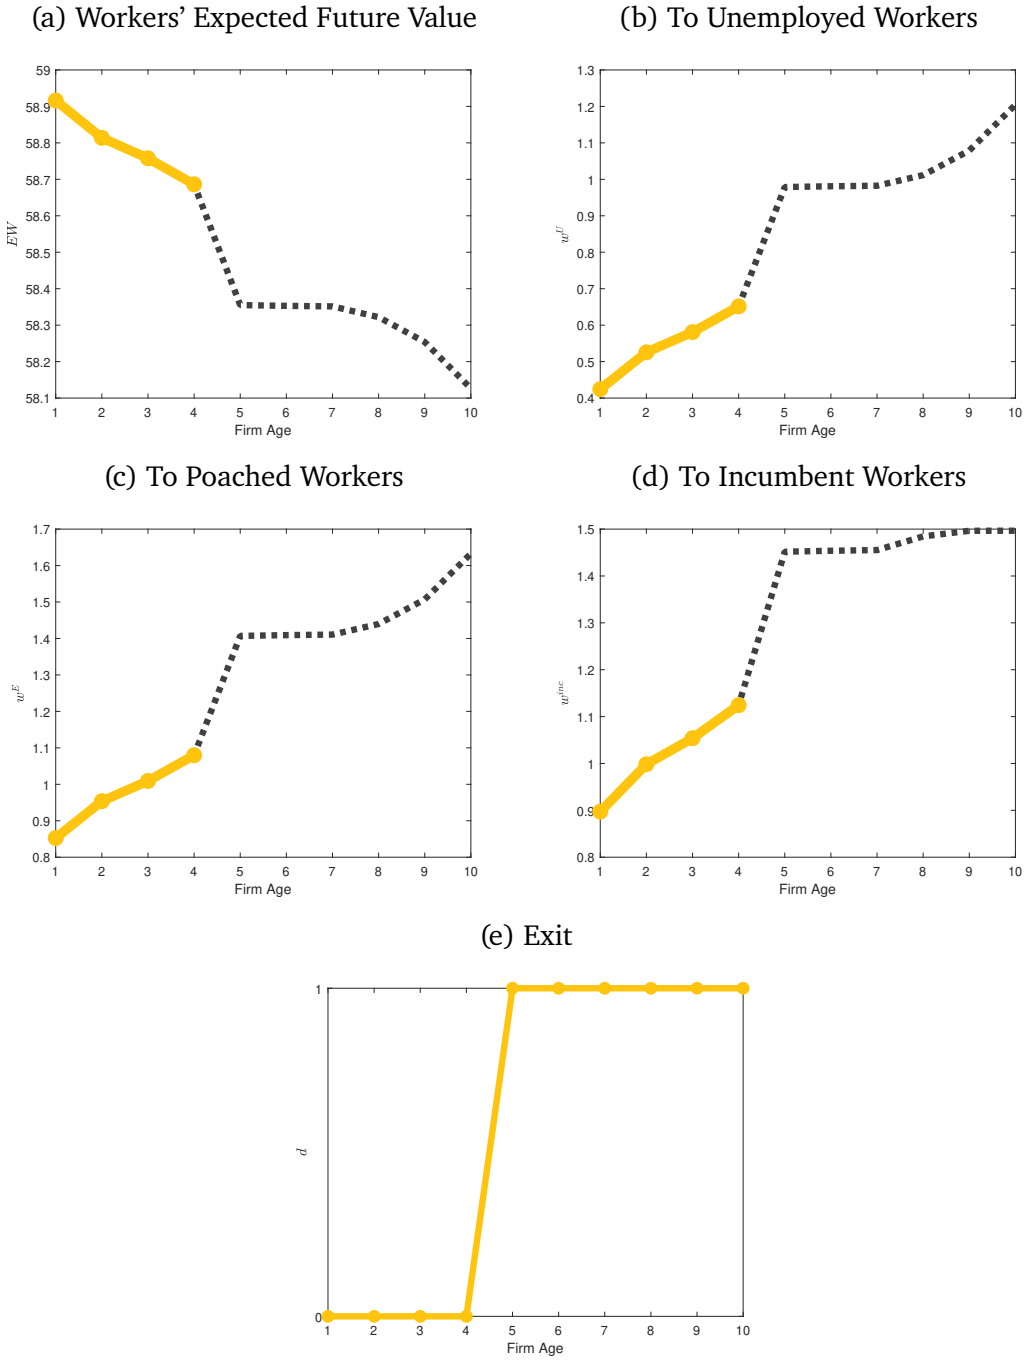 (a) Workers' Expected Future Value
(b) To Unemployed Workers
59
58.9
58.8
58.7
58.6
58.5
58.4
58.3
58.2
58.1
EW
1 2 3 4 5 6 7 8 9 10
Firm Age
1.3
1.2
1.1
1
0.9
0.8
0.7
0.6
0.5
0.4
w^U
1 2 3 4 5 6 7 8 9 10
Firm Age
(c) To Poached Workers
(d) To Incumbent Workers
1.7
1.6
1.5
1.4
1.3
1.2
1.1
1
0.9
0.8
w^E
1 2 3 4 5 6 7 8 9 10
Firm Age
1.5
1.4
1.3
1.2
1.1
1
0.9
0.8
w^inc
1 2 3 4 5 6 7 8 9 10
Firm Age
(e) Exit
1
0
d
1 2 3 4 5 6 7 8 9 10
Firm Age